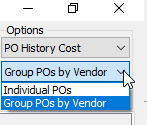 Options
PO History Cost
Group POs by Vendor
Individual POs
Group POs by Vendor